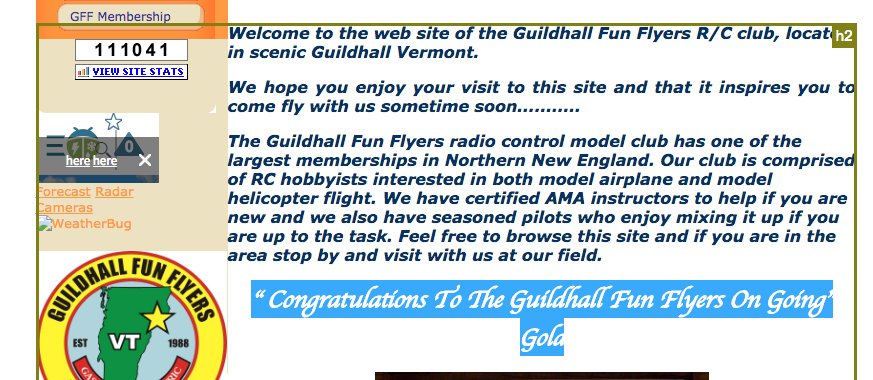 GFF Membership
111041
VIEW SITE STATS
0
here here
Forecast Radar
Cameras
WeatherBug
GUILDHALL FUN FLYERS
EST VT 1988
h2
Welcome to the web site of the Guildhall Fun Flyers R/C club,
in scenic Guildhall Vermont.
We hope you enjoy your visit to this site and that it inspires you to
come fly with us sometime soon...........
The Guildhall Fun Flyers radio control model club has one of the
largest memberships in Northern New England. Our club is comprised
of RC hobbyists interested in both model airplane and model
helicopter flight. We have certified AMA instructors to help if you are
new and we also have seasoned pilots who enjoy mixing it up if you
are up to the task. Feel free to browse this site and if you are in the
area stop by and visit with us at our field.
“ Congratulations To The Guildhall Fun Flyers On Going”
Gold